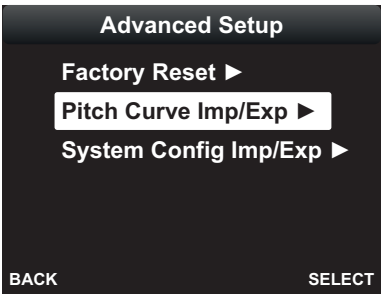 Advanced Setup
Factory Reset ►
Pitch Curve Imp/Exp ►
System Config Imp/Exp ►
BACK SELECT